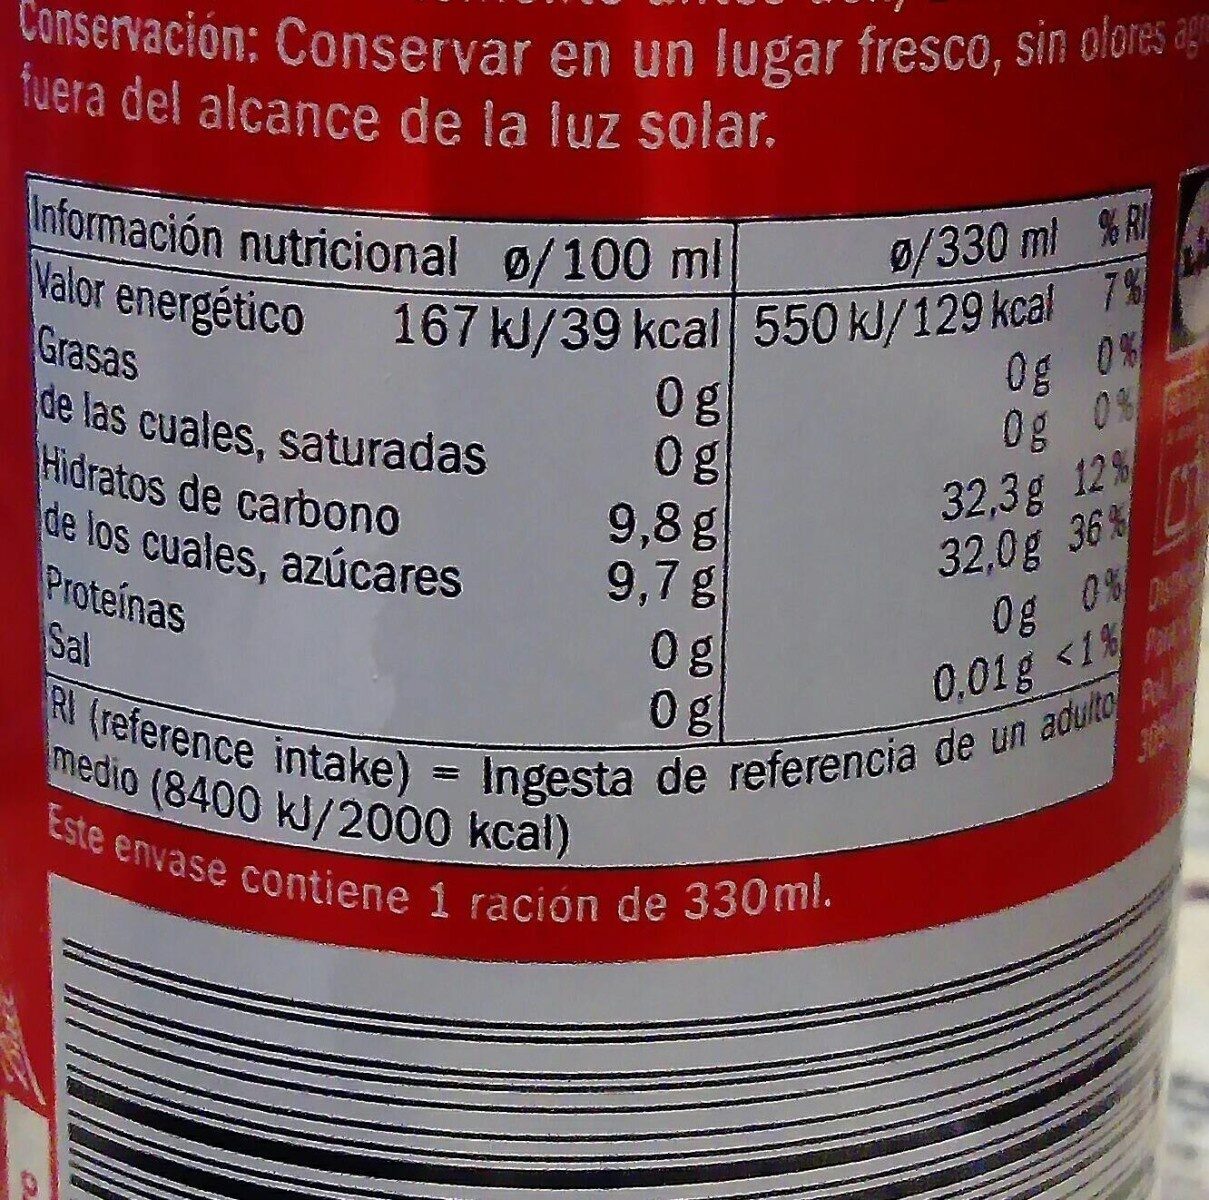 Conservación: Conservar en un lugar fresco, sin olores
fuera del alcance de la luz solar.
Información nutricional ø/100 ml ø/330 ml % RI
Valor energético 167 kJ/39 kcal 550 kJ/129 kcal 7%
Grasas 0 g 0g 0%
de las cuales, saturadas 0 g 0g 0%
Hidratos de carbono 9,8 g 32,3g 12%
de los cuales, azúcares 9,7 g 32,0g 36%
Proteínas 0 g 0g 0%
Sal 0 g 0,01g <1%
RI (reference intake) = Ingesta de referencia de un adulto
medio (8400 kJ/2000 kcal)
Este envase contiene 1 ración de 330ml.